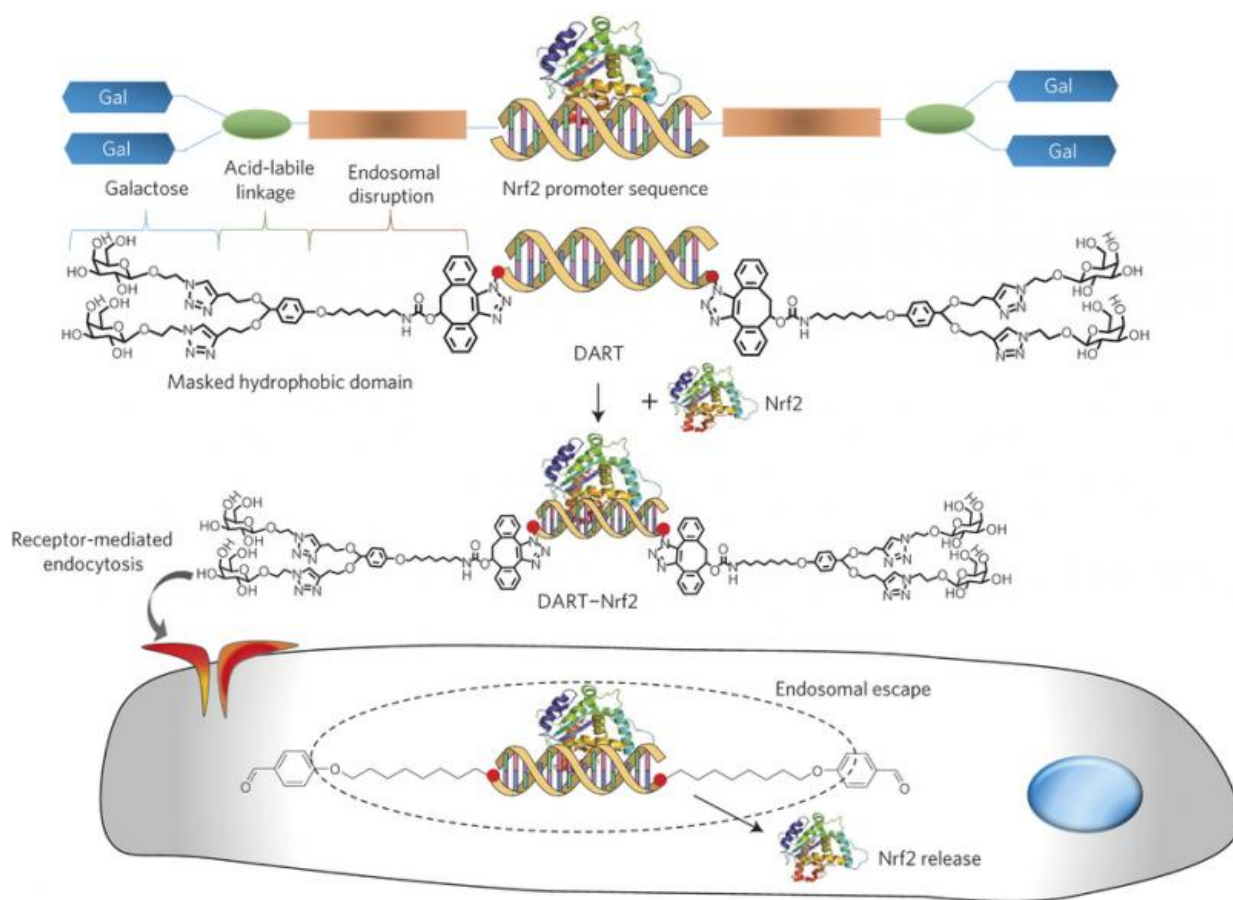 Gal
Gal
Gal
Gal
Galactose
Acid-labile
linkage
Endosomal
disruption
Nrf2 promoter sequence
Masked hydrophobic domain
DART
+
Nrf2
Receptor-mediated
endocytosis
DART–Nrf2
Endosomal escape
Nrf2 release